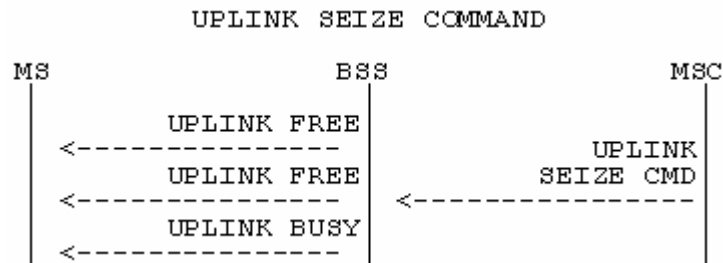 UPLINK SEIZE COMMAND
MS BSS MSC
UPLINK FREE
UPLINK
UPLINK FREE SEIZE CMD
UPLINK BUSY